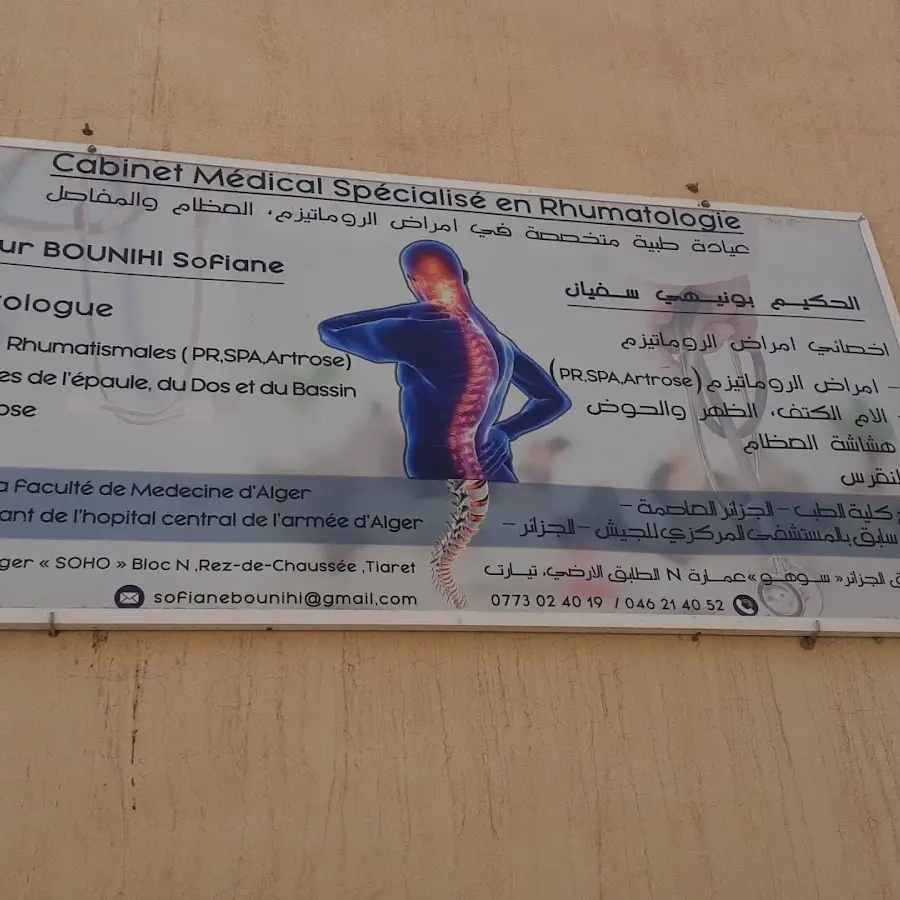 Cabinet Médical Spécialisé en Rhumatologie
عيادة طبية متخصصة في امراض الروماتيزم، العظام والمفاصل
ur BOUNIHI Sofiane
ologue
Rhumatismales ( PR,SPA,Artrose)
es de l'épaule, du Dos et du Bassin
ose
الحكيم بونيهي سفيان
اخصائي امراض الروماتيزم
- امراض الروماتيزم (PR,SPA,Artrose)
- الام الكتف، الظهر والحوض
هشاشة العظام
النقرس
a Faculté de Medecine d'Alger
ant de l'hopital central de l'armée d'Alger
كلية الطب - الجزائر العاصمة -
سابق بالمستشفى المركزي للجيش - الجزائر -
ger « SOHO » Bloc N ,Rez-de-Chaussée ,Tiaret
الجزائر « سوهو » عمارة N الطابق الارضي، تيارت
sofianebounihi@gmail,com
0773 02 40 19 / 046 21 40 52